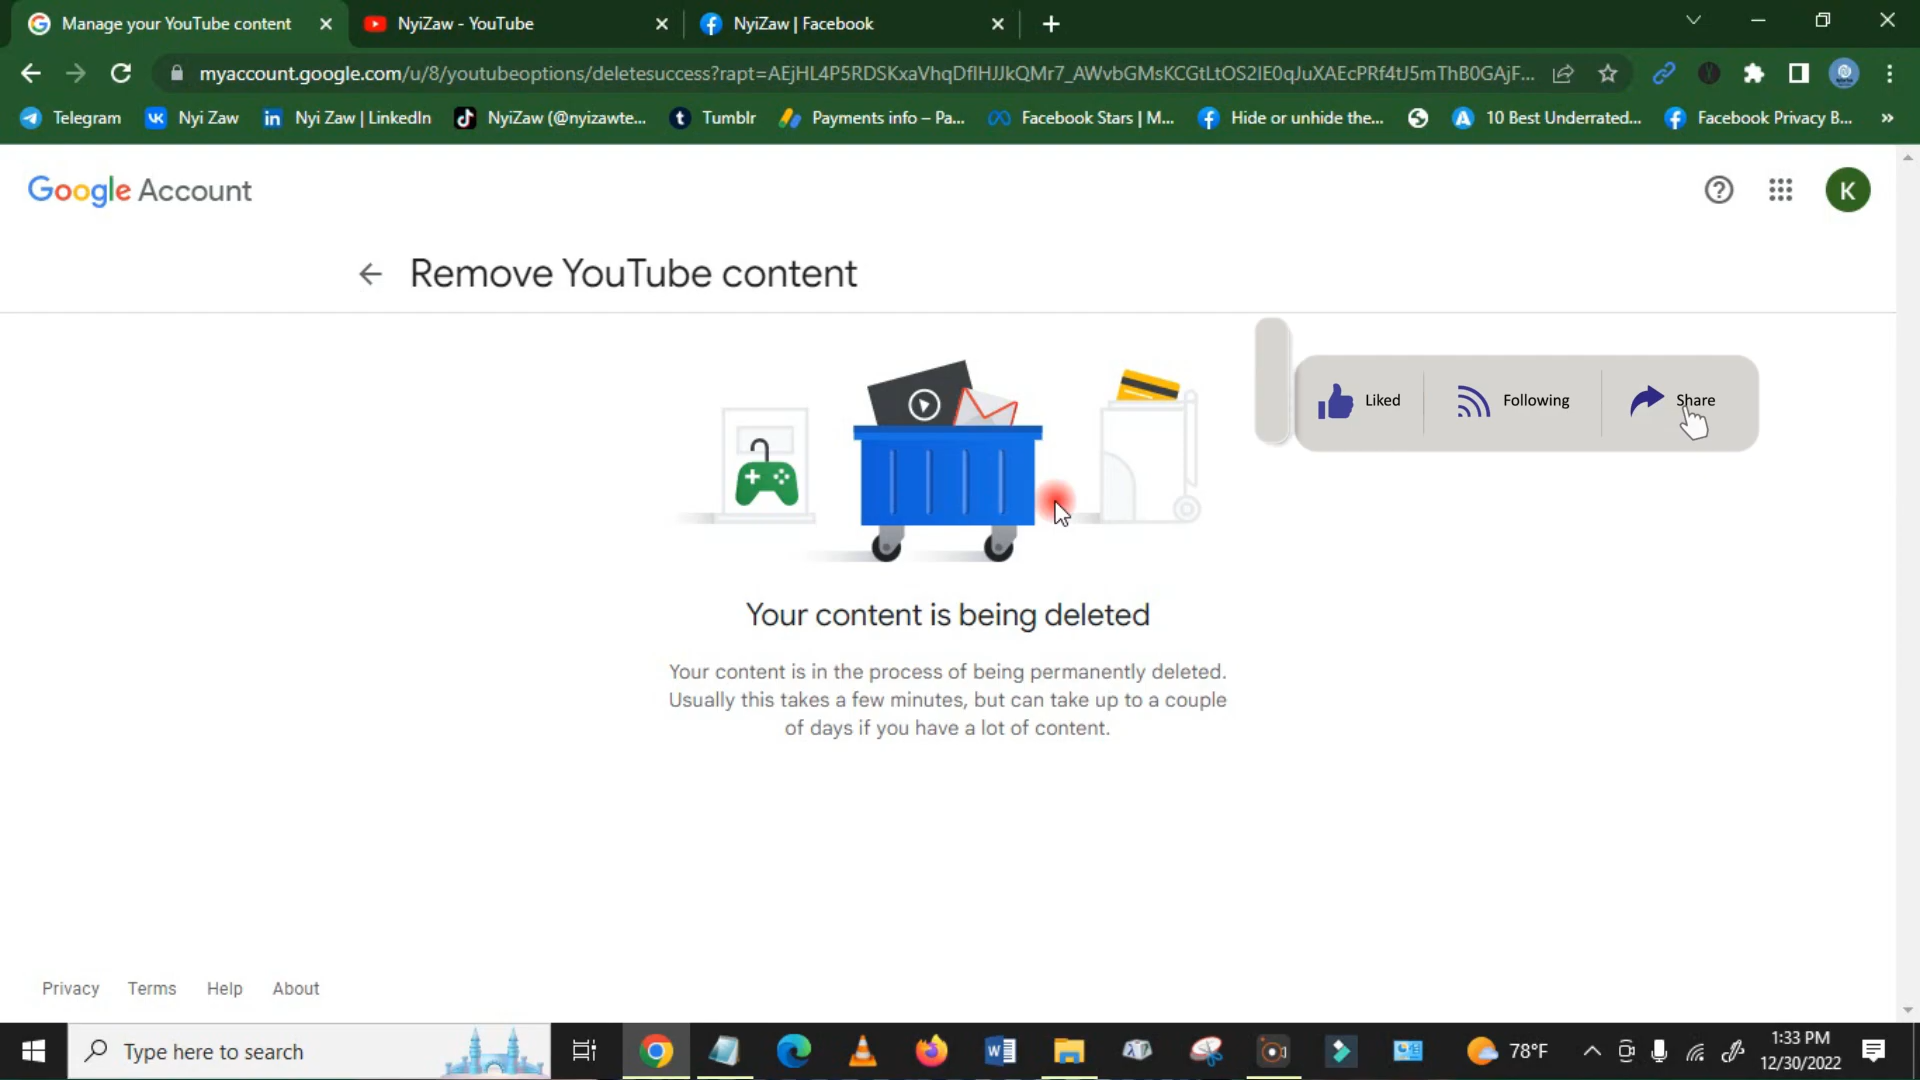 Manage your YouTube content
NyiZaw - YouTube
NyiZaw | Facebook
myaccount.google.com/u/8/youtubeoptions/deletesuccess?rapt=
Telegram
Nyi Zaw
Nyi Zaw | LinkedIn
NyiZaw (@nyizawte...
Tumblr
Payments info – Pa...
Facebook Stars | M...
Hide or unhide the...
10 Best Underrated...
Facebook Privacy B...
Google Account
K
Remove YouTube content
Liked
Following
Share
Your content is being deleted
Your content is in the process of being permanently deleted.
Usually this takes a few minutes, but can take up to a couple
of days if you have a lot of content.
Privacy
Terms
Help
About
Type here to search
78°F
1:33 PM
12/30/2022